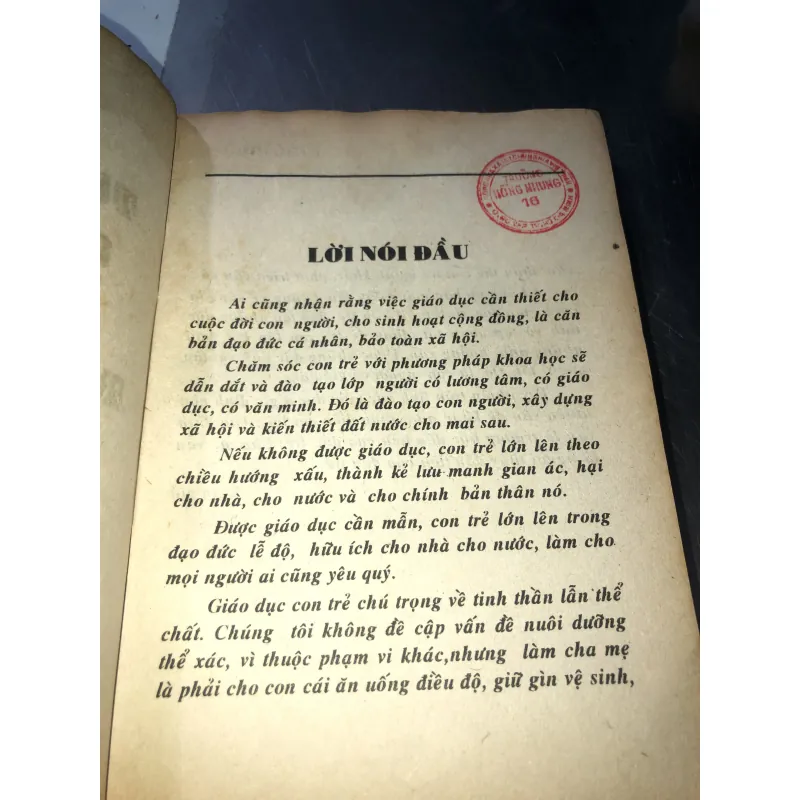 TRƯỜNG
HỒNG NHUNG
16
LỜI NÓI ĐẦU
Ai cũng nhận rằng việc giáo dục cần thiết cho
cuộc đời con người, cho sinh hoạt cộng đồng, là căn
bản đạo đức cá nhân, bảo toàn xã hội.
Chăm sóc con trẻ với phương pháp khoa học sẽ
dẫn dắt và đào tạo lớp người có lương tâm, có giáo
dục, có văn minh. Đó là đào tạo con người, xây dựng
xã hội và kiến thiết đất nước cho mai sau.
Nếu không được giáo dục, con trẻ lớn lên theo
chiều hướng xấu, thành kẻ lưu manh gian ác, hại
cho nhà, cho nước và cho chính bản thân nó.
Được giáo dục cần mẫn, con trẻ lớn lên trong
đạo đức lễ độ, hữu ích cho nhà cho nước, làm cho
mọi người ai cũng yêu quý.
Giáo dục con trẻ chú trọng về tinh thần lẫn thể
chất. Chúng tôi không đề cập vấn đề nuôi dưỡng
thể xác, vì thuộc phạm vi khác,nhưng làm cha mẹ
là phải cho con cái ăn uống điều độ, giữ gìn vệ sinh,